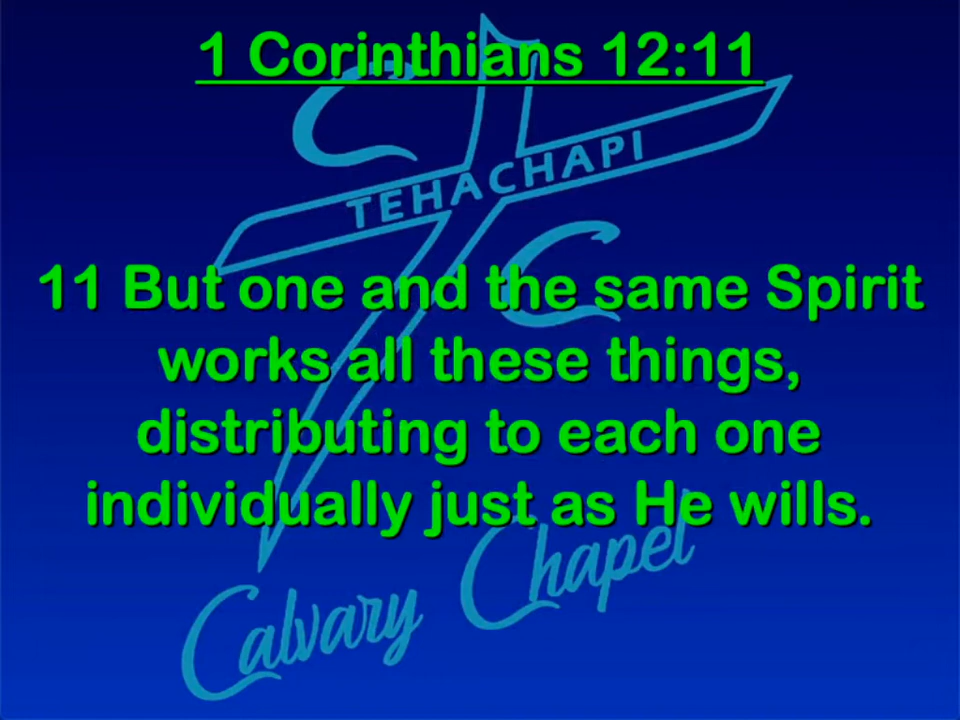 1 Corinthians 12:11
TEHACHAPI
11 But one and the same Spirit
works all these things,
distributing to each one
individually just as He wills.
Calvary Chapel